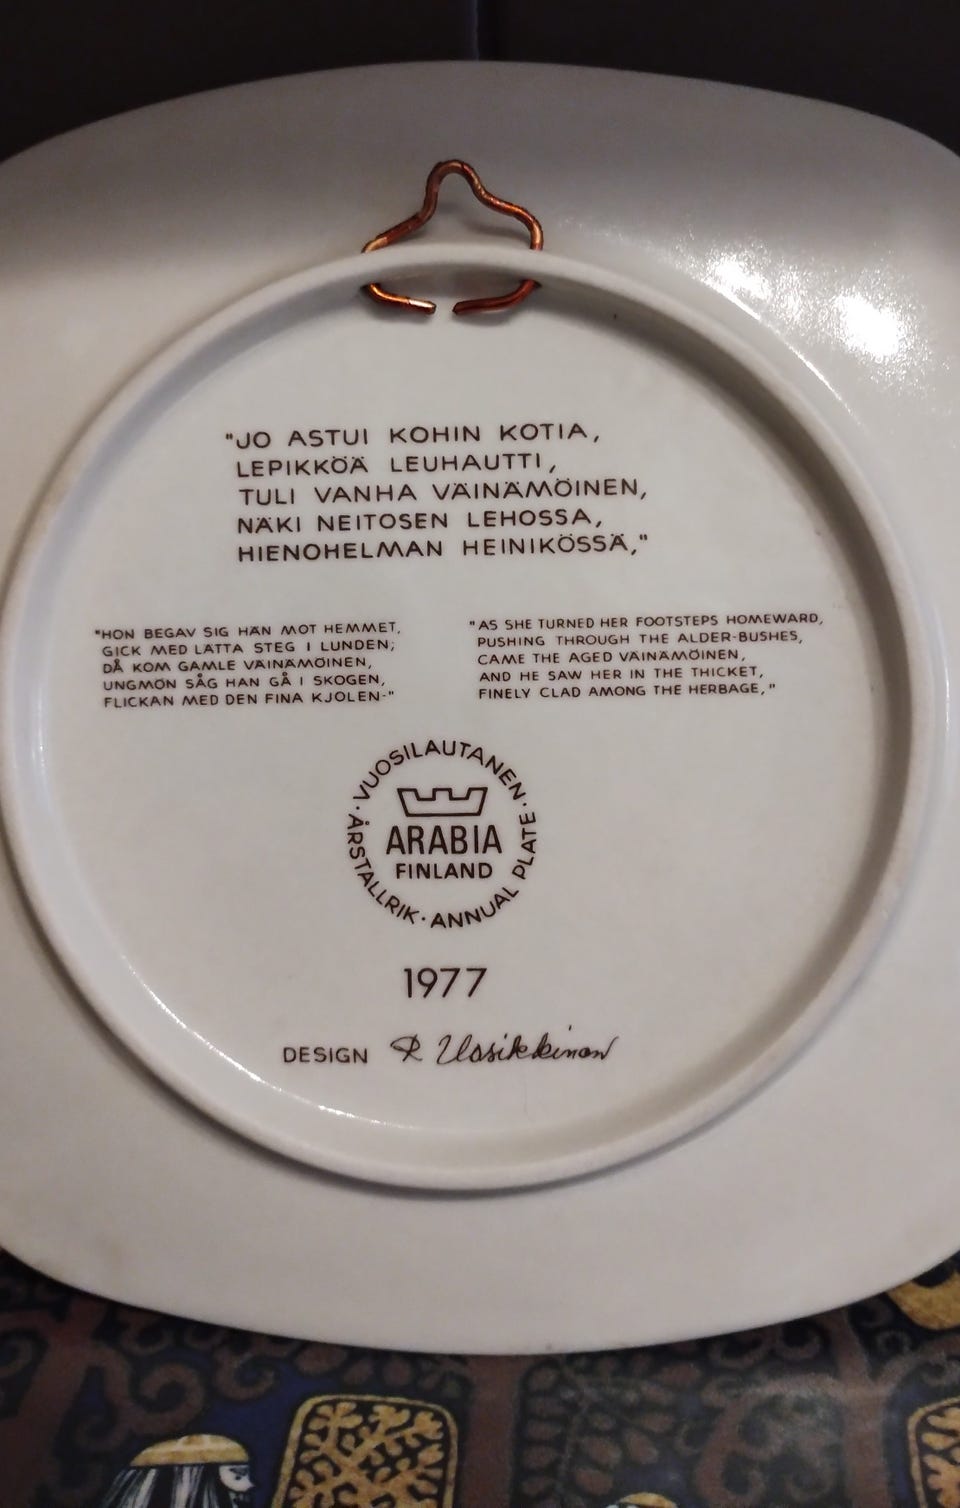 "JO ASTUI KOHIN KOTIA,
LEPIKKÖÄ LEUHAUTTI,
TULI VANHA VÄINÄMÖINEN,
NÄKI NEITOSEN LEHOSSA,
HIENOHELMAN HEINIKÖSSÄ,"
"HON BEGAV SIG HÄN MOT HEMMET,
GICK MED LÄTTA STEG I LUNDEN;
DÅ KOM GAMLE VÄINÄMÖINEN,
UNGMÖN SÅG HAN GÅ I SKOGEN,
FLICKAN MED DEN FINA KJOLEN-"
"AS SHE TURNED HER FOOTSTEPS HOMEWARD,
PUSHING THROUGH THE ALDER-BUSHES,
CAME THE AGED VÄINÄMÖINEN,
AND HE SAW HER IN THE THICKET,
FINELY CLAD AMONG THE HERBAGE,"
· VUOSILAUTANEN · ANNUAL PLATE · ÅRSTALLRIK
ARABIA
FINLAND
1977
DESIGN R Uosikkinen